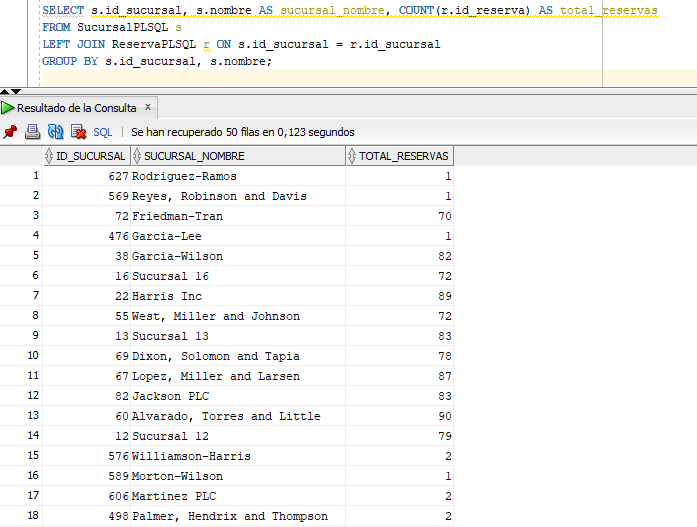 SELECT s.id_sucursal, s.nombre AS sucursal_nombre, COUNT(r.id_reserva) AS total_reservas
FROM SucursalPLSQL s
LEFT JOIN ReservaPLSQL r ON s.id_sucursal = r.id_sucursal
GROUP BY s.id_sucursal, s.nombre;
Resultado de la Consulta x
SQL | Se han recuperado 50 filas en 0,123 segundos
ID_SUCURSAL SUCURSAL_NOMBRE TOTAL_RESERVAS
1 627 Rodriguez-Ramos 1
2 569 Reyes, Robinson and Davis 1
3 72 Friedman-Tran 70
4 476 Garcia-Lee 1
5 38 Garcia-Wilson 82
6 16 Sucursal 16 72
7 22 Harris Inc 89
8 55 West, Miller and Johnson 72
9 13 Sucursal 13 83
10 69 Dixon, Solomon and Tapia 78
11 67 Lopez, Miller and Larsen 87
12 82 Jackson PLC 83
13 60 Alvarado, Torres and Little 90
14 12 Sucursal 12 79
15 576 Williamson-Harris 2
16 589 Morton-Wilson 1
17 606 Martinez PLC 2
18 498 Palmer, Hendrix and Thompson 2